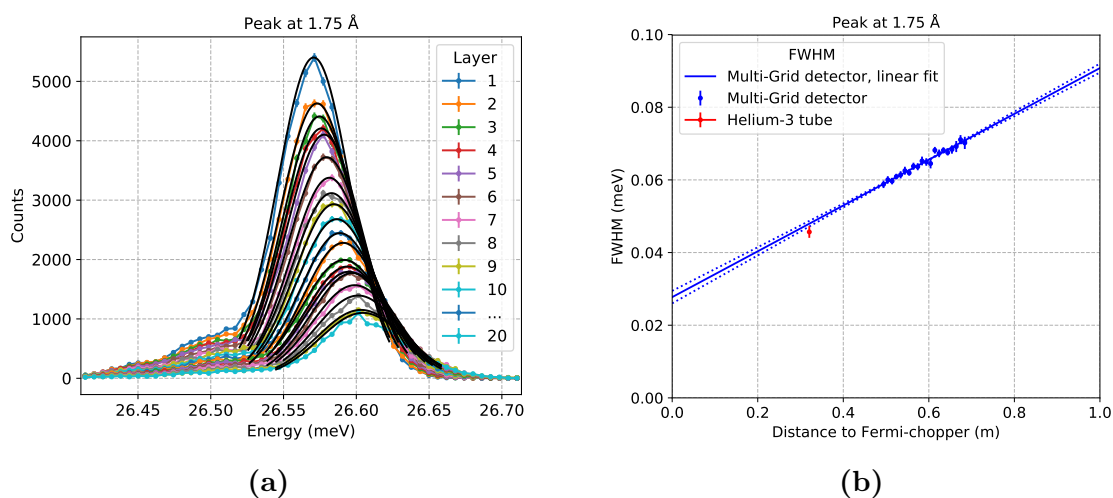 Peak at 1.75 Å
Counts
5000
4000
3000
2000
1000
0
26.45 26.50 26.55 26.60 26.65 26.70
Energy (meV)
Layer
1
2
3
4
5
6
7
8
9
10
...
20
(a)
Peak at 1.75 Å
FWHM (meV)
0.10
0.08
0.06
0.04
0.02
0.00
0.0 0.2 0.4 0.6 0.8 1.0
Distance to Fermi-chopper (m)
FWHM
Multi-Grid detector, linear fit
Multi-Grid detector
Helium-3 tube
(b)